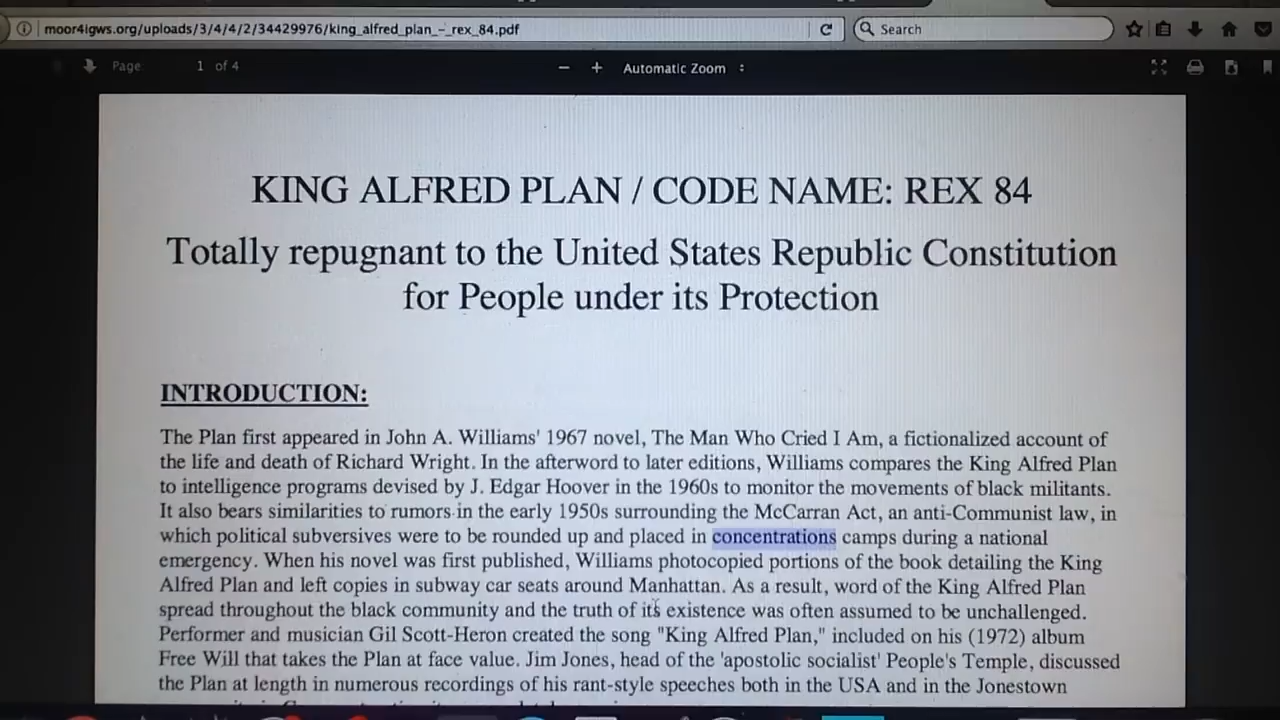 moor4igws.org/uploads/3/4/4/2/34429976/king_alfred_plan_-_rex_84.pdf
Search
Page 1 of 4
Automatic Zoom
KING ALFRED PLAN / CODE NAME: REX 84
Totally repugnant to the United States Republic Constitution
for People under its Protection
INTRODUCTION:
The Plan first appeared in John A. Williams' 1967 novel, The Man Who Cried I Am, a fictionalized account of
the life and death of Richard Wright. In the afterword to later editions, Williams compares the King Alfred Plan
to intelligence programs devised by J. Edgar Hoover in the 1960s to monitor the movements of black militants.
It also bears similarities to rumors in the early 1950s surrounding the McCarran Act, an anti-Communist law, in
which political subversives were to be rounded up and placed in concentrations camps during a national
emergency. When his novel was first published, Williams photocopied portions of the book detailing the King
Alfred Plan and left copies in subway car seats around Manhattan. As a result, word of the King Alfred Plan
spread throughout the black community and the truth of its existence was often assumed to be unchallenged.
Performer and musician Gil Scott-Heron created the song "King Alfred Plan," included on his (1972) album
Free Will that takes the Plan at face value. Jim Jones, head of the 'apostolic socialist' People's Temple, discussed
the Plan at length in numerous recordings of his rant-style speeches both in the USA and in the Jonestown